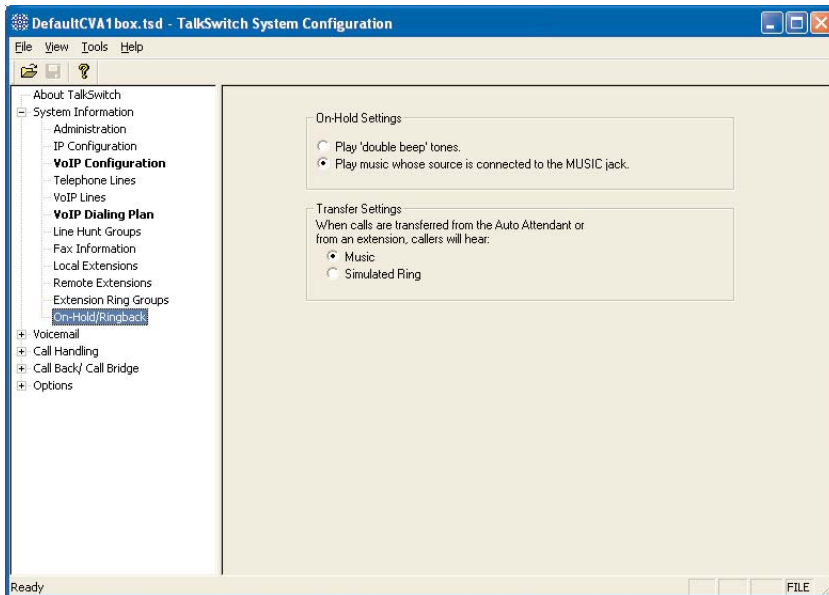 DefaultCVA1box.tsd - TalkSwitch System Configuration
File View Tools Help
About TalkSwitch
System Information
Administration
IP Configuration
VoIP Configuration
Telephone Lines
VoIP Lines
VoIP Dialing Plan
Line Hunt Groups
Fax Information
Local Extensions
Remote Extensions
Extension Ring Groups
On-Hold/Ringback
Voicemail
Call Handling
Call Back/ Call Bridge
Options
On-Hold Settings
Play 'double beep' tones.
Play music whose source is connected to the MUSIC jack.
Transfer Settings
When calls are transferred from the Auto Attendant or
from an extension, callers will hear:
Music
Simulated Ring
Ready FILE